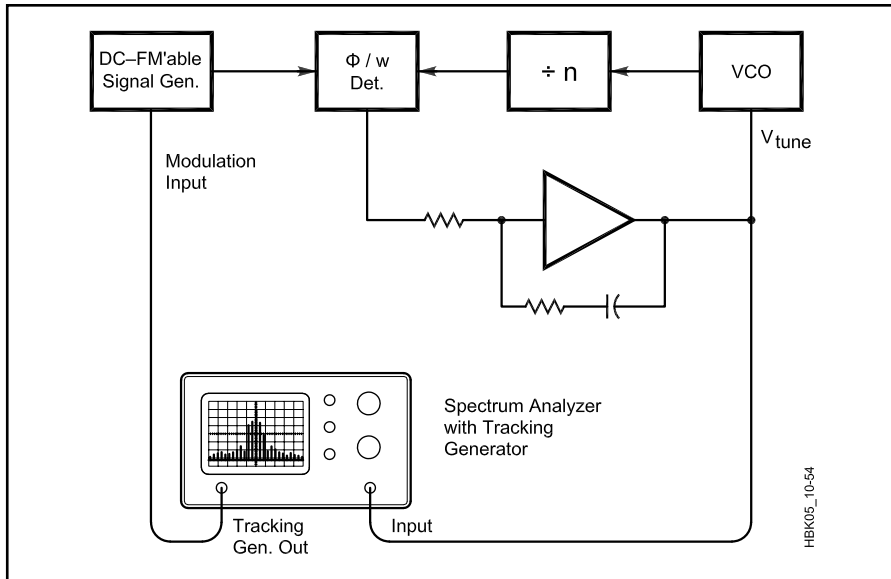 DC–FM'able
Signal Gen.
Φ / w
Det.
÷ n
VCO
V tune
Modulation
Input
Spectrum Analyzer
with Tracking
Generator
Tracking
Gen. Out
Input
HBK05_10-54